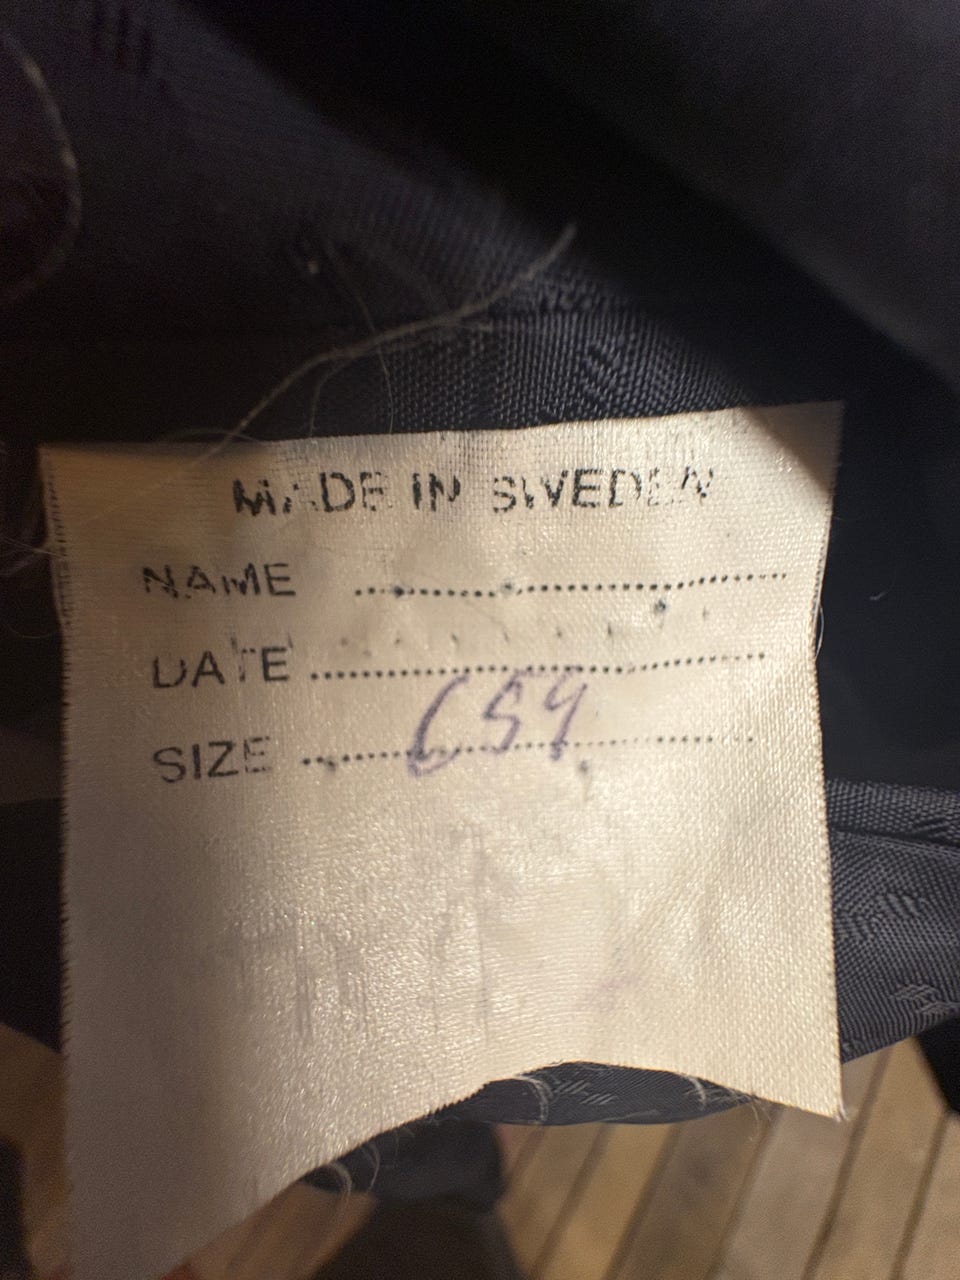 MADE IN SWEDEN
NAME ....................................
DATE ....................................
SIZE ........ C54 ....................